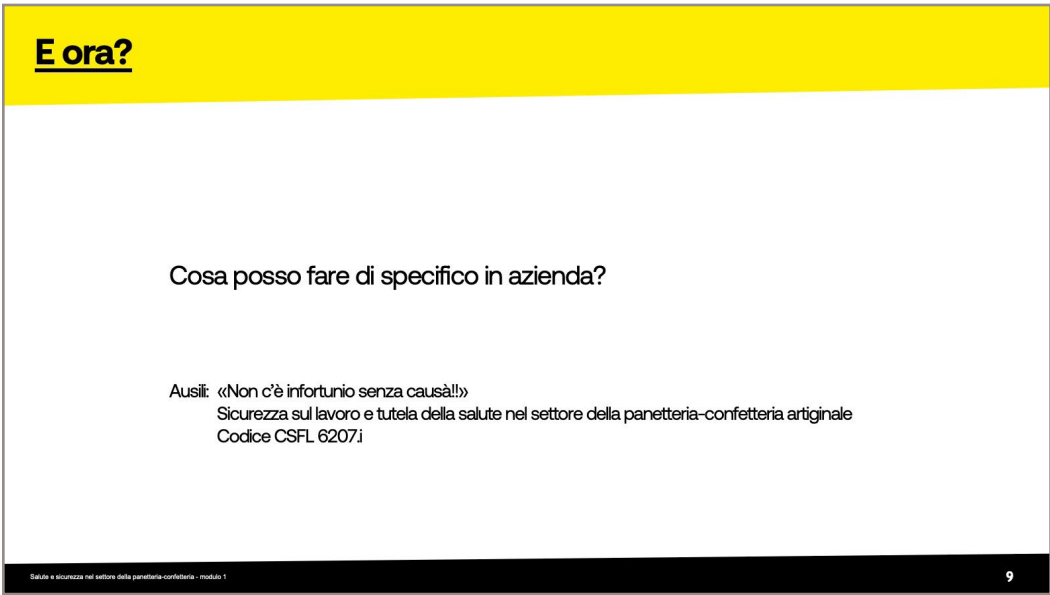 E ora?
Cosa posso fare di specifico in azienda?
Ausili: «Non c’è infortunio senza causà!!»
Sicurezza sul lavoro e tutela della salute nel settore della panetteria-confetteria artiginale
Codice CSFL 6207.i
Salute e sicurezza nel settore della panetteria-confetteria - modulo 1
9